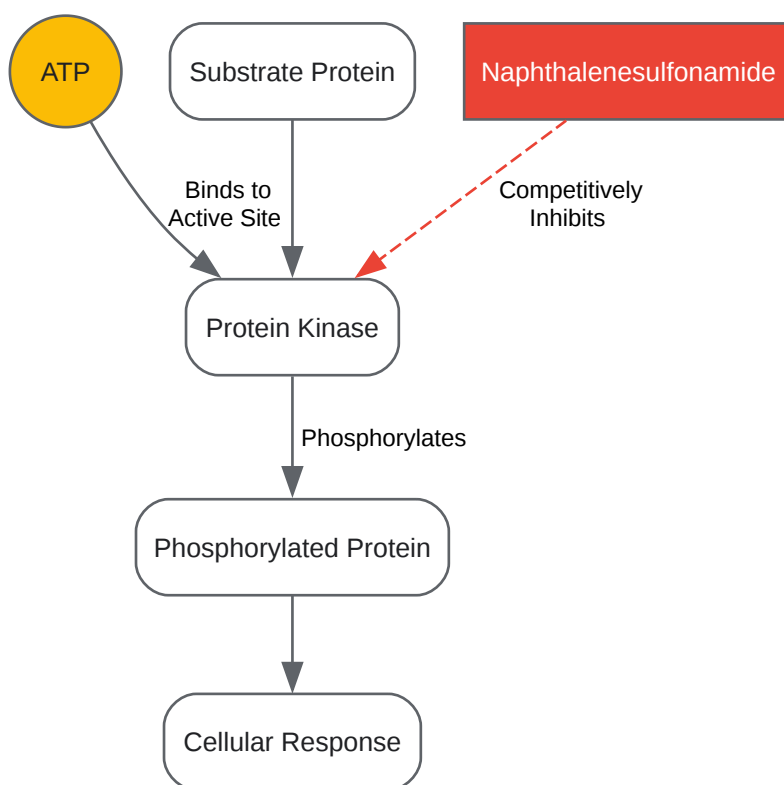 ATP
Substrate Protein
Naphthalenesulfonamide
Binds to
Active Site
Competitively
Inhibits
Protein Kinase
Phosphorylates
Phosphorylated Protein
Cellular Response